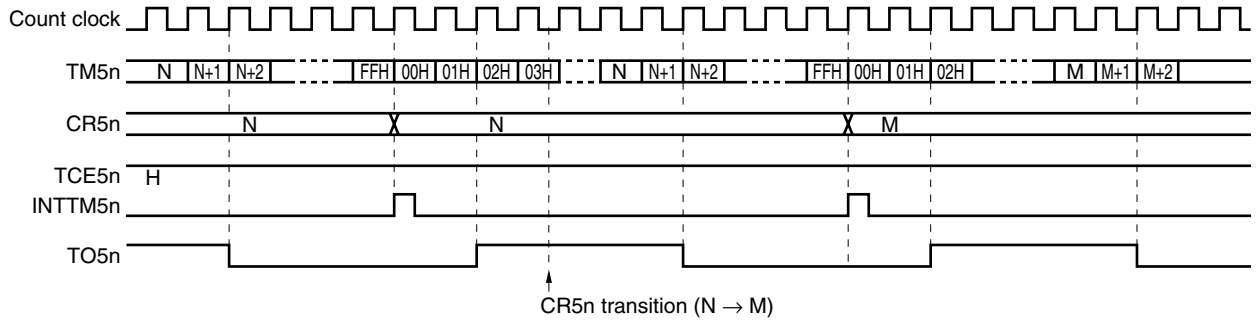 Count clock
TM5n N N+1 N+2 FFH 00H 01H 02H 03H N N+1 N+2 FFH 00H 01H 02H M M+1 M+2
CR5n N N M
TCE5n H
INTTM5n
TO5n
CR5n transition (N → M)